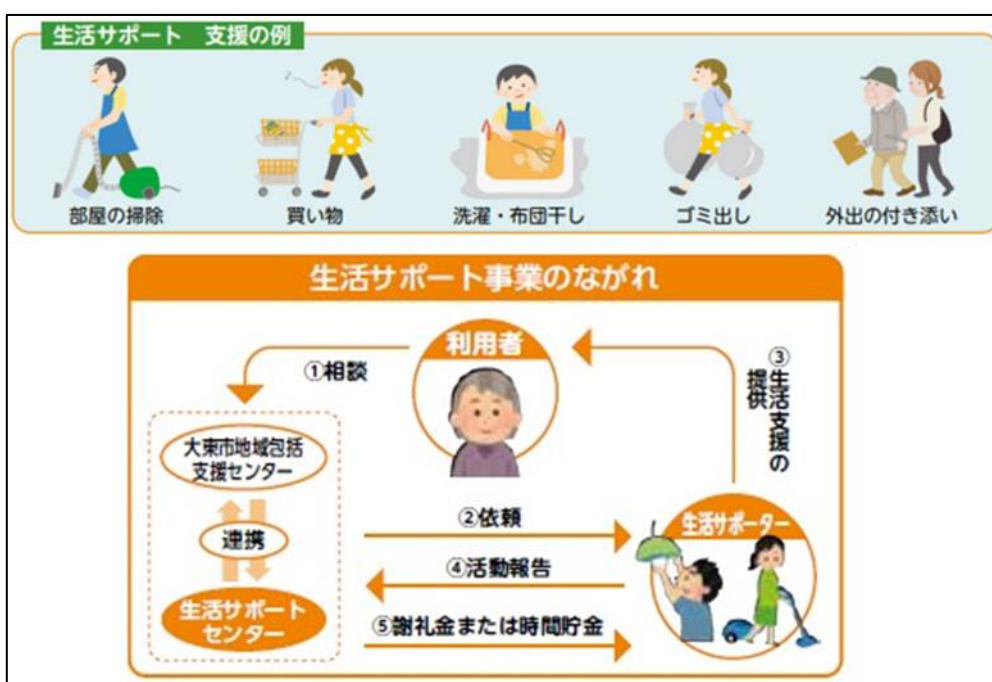 生活サポート　支援の例
部屋の掃除
買い物
洗濯・布団干し
ゴミ出し
外出の付き添い
生活サポート事業のながれ
利用者
①相談
③生活支援の
提供
大東市地域包括
支援センター
連携
生活サポート
センター
②依頼
④活動報告
⑤謝礼金または時間貯金
生活サポーター